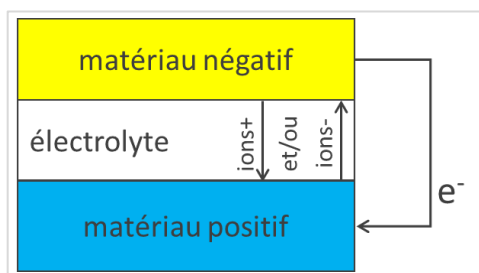 matériau négatif
électrolyte
ions+
et/ou
ions-
e-
matériau positif